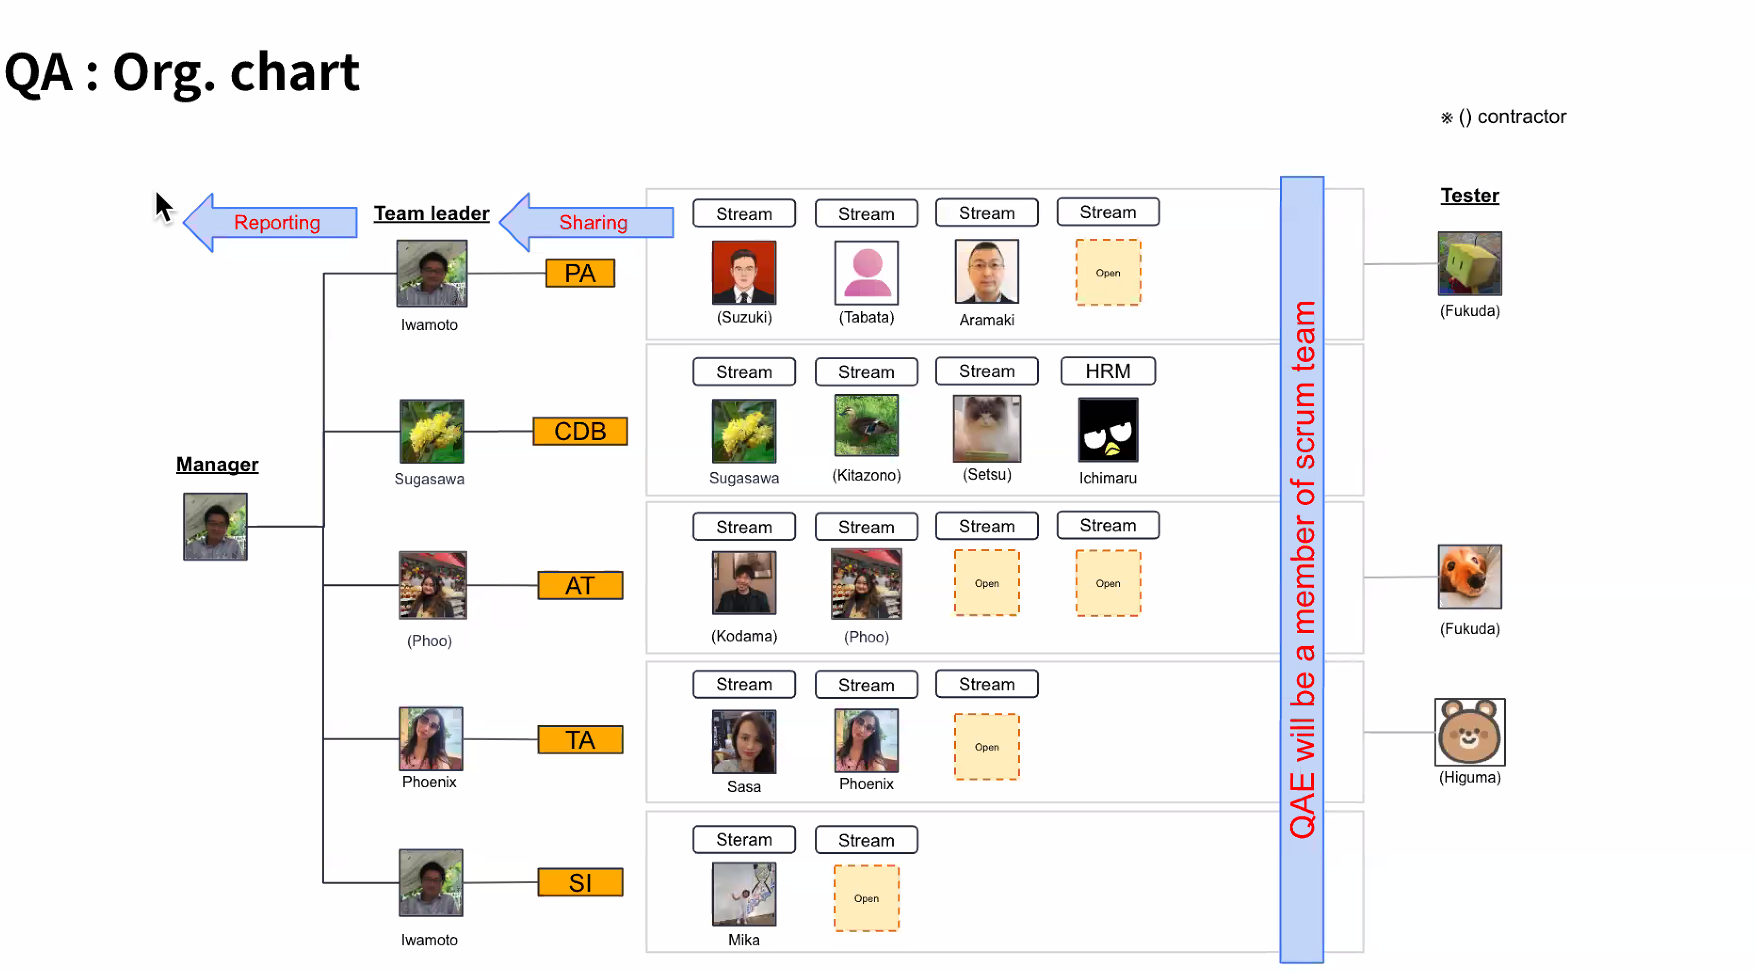 QA : Org. chart
※ () contractor
Reporting
Team leader
Sharing
Stream
Stream
Stream
Stream
Tester
Iwamoto
PA
(Suzuki)
(Tabata)
Aramaki
Open
(Fukuda)
Stream
Stream
Stream
HRM
Sugasawa
CDB
Sugasawa
(Kitazono)
(Setsu)
Ichimaru
Manager
Stream
Stream
Stream
Stream
(Phoo)
AT
(Kodama)
(Phoo)
Open
Open
(Fukuda)
Stream
Stream
Stream
Phoenix
TA
Sasa
Phoenix
Open
(Higuma)
Steram
Stream
Iwamoto
SI
Mika
Open
QAE will be a member of scrum team